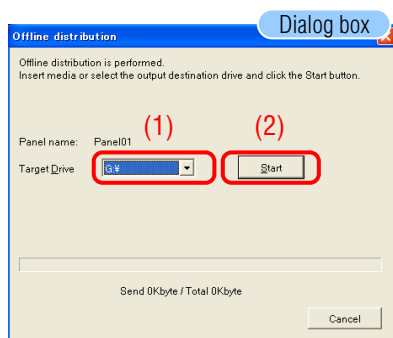 Dialog box
Offline distribution
Offline distribution is performed.
Insert media or select the output destination drive and click the Start button.
(1) (2)
Panel name: Panel01
Target Drive G:¥ Start
Send 0Kbyte / Total 0Kbyte
Cancel